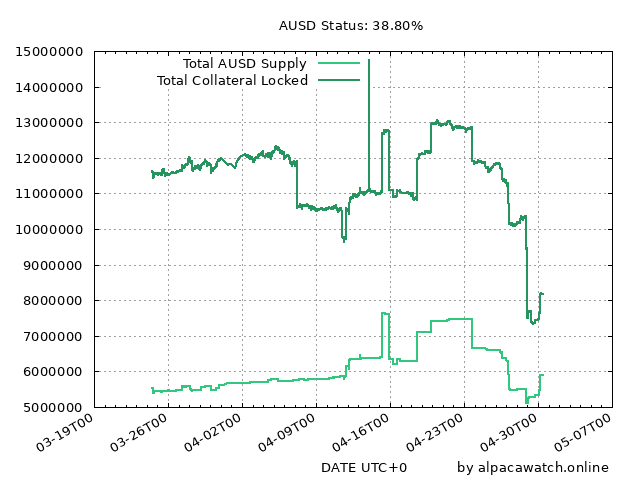 AUSD Status: 38.80%
15000000
Total AUSD Supply
14000000
Total Collateral Locked
13000000
12000000
11000000
10000000
9000000
8000000
7000000
6000000
5000000
03-19T00 03-26T00 04-02T00 04-09T00 04-16T00 04-23T00 04-30T00 05-07T00
DATE UTC+0 by alpacawatch.online